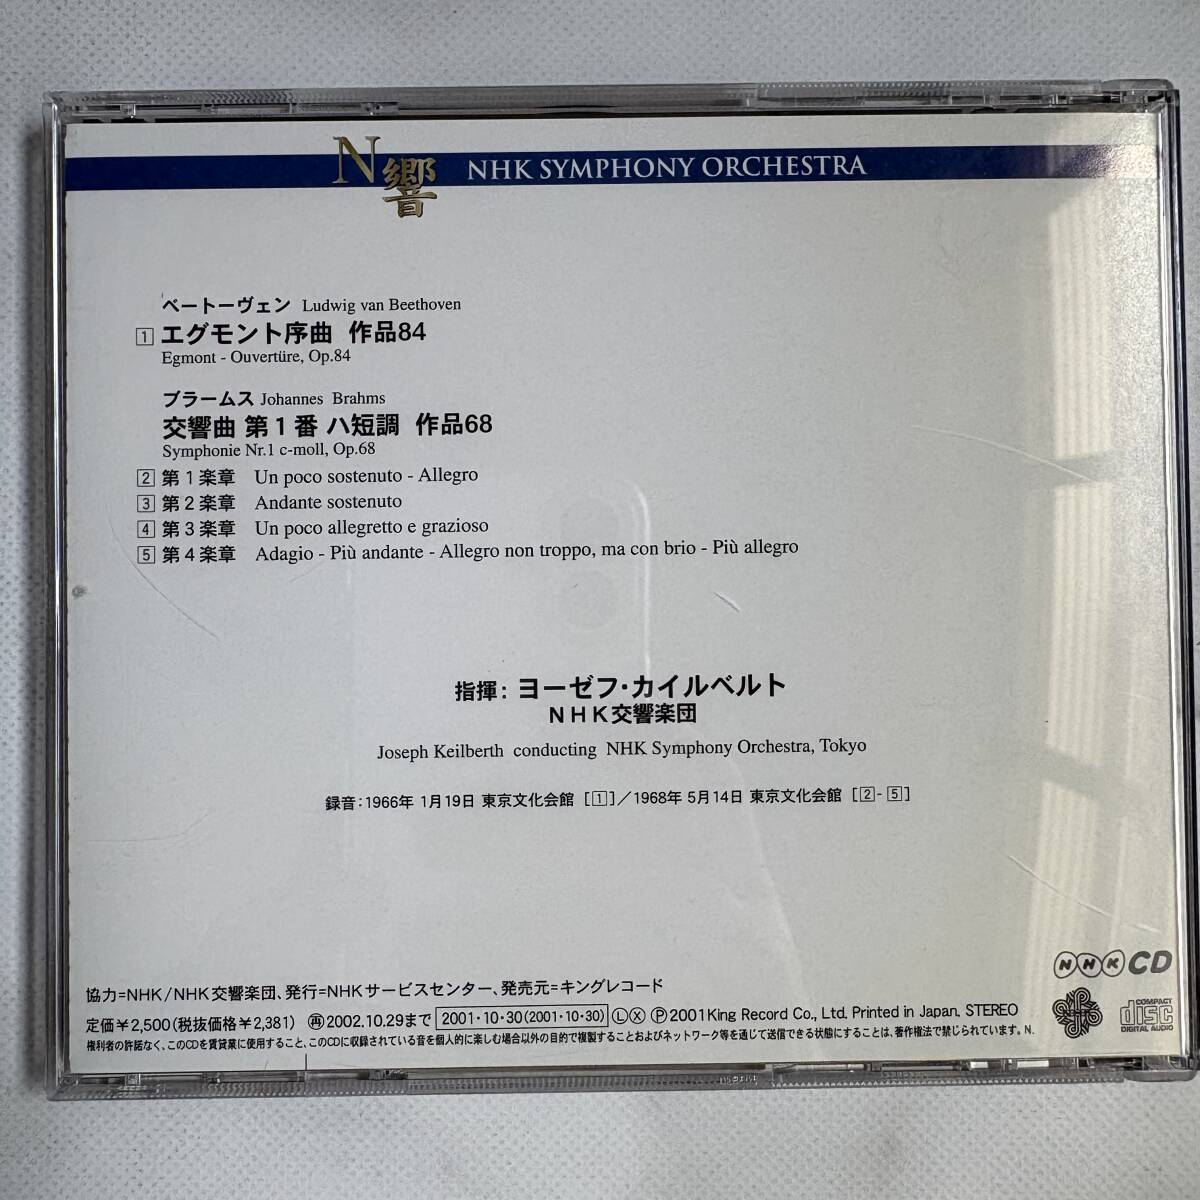 N響 NHK SYMPHONY ORCHESTRA
ベートーヴェン Ludwig van Beethoven
1 エグモント序曲 作品84
Egmont - Ouvertüre, Op.84
ブラームス Johannes Brahms
交響曲 第1番 ハ短調 作品68
Symphonie Nr.1 c-moll, Op.68
2 第1楽章 Un poco sostenuto - Allegro
3 第2楽章 Andante sostenuto
4 第3楽章 Un poco allegretto e grazioso
5 第4楽章 Adagio - Più andante - Allegro non troppo, ma con brio - Più allegro
指揮: ヨーゼフ・カイルベルト
NHK交響楽団
Joseph Keilberth conducting NHK Symphony Orchestra, Tokyo
録音:1966年 1月19日 東京文化会館 [1]/1968年 5月14日 東京文化会館 [2-5]
NHK CD
協力=NHK/NHK交響楽団、発行=NHKサービスセンター、発売元=キングレコード
定価¥2,500(税抜価格¥2,381) 再2002.10.29まで 2001・10・30(2001・10・30) Ⓛ Ⓧ Ⓟ 2001 King Record Co., Ltd. Printed in Japan. STEREO
権利者の許諾なく、このCDを賃貸業に使用すること、このCDに収録されている音を個人的に楽しむ場合以外の目的で複製することおよびネットワーク等を通じて送信できる状態にすることは、著作権法で禁じられています。N.
COMPACT
disc
DIGITAL AUDIO